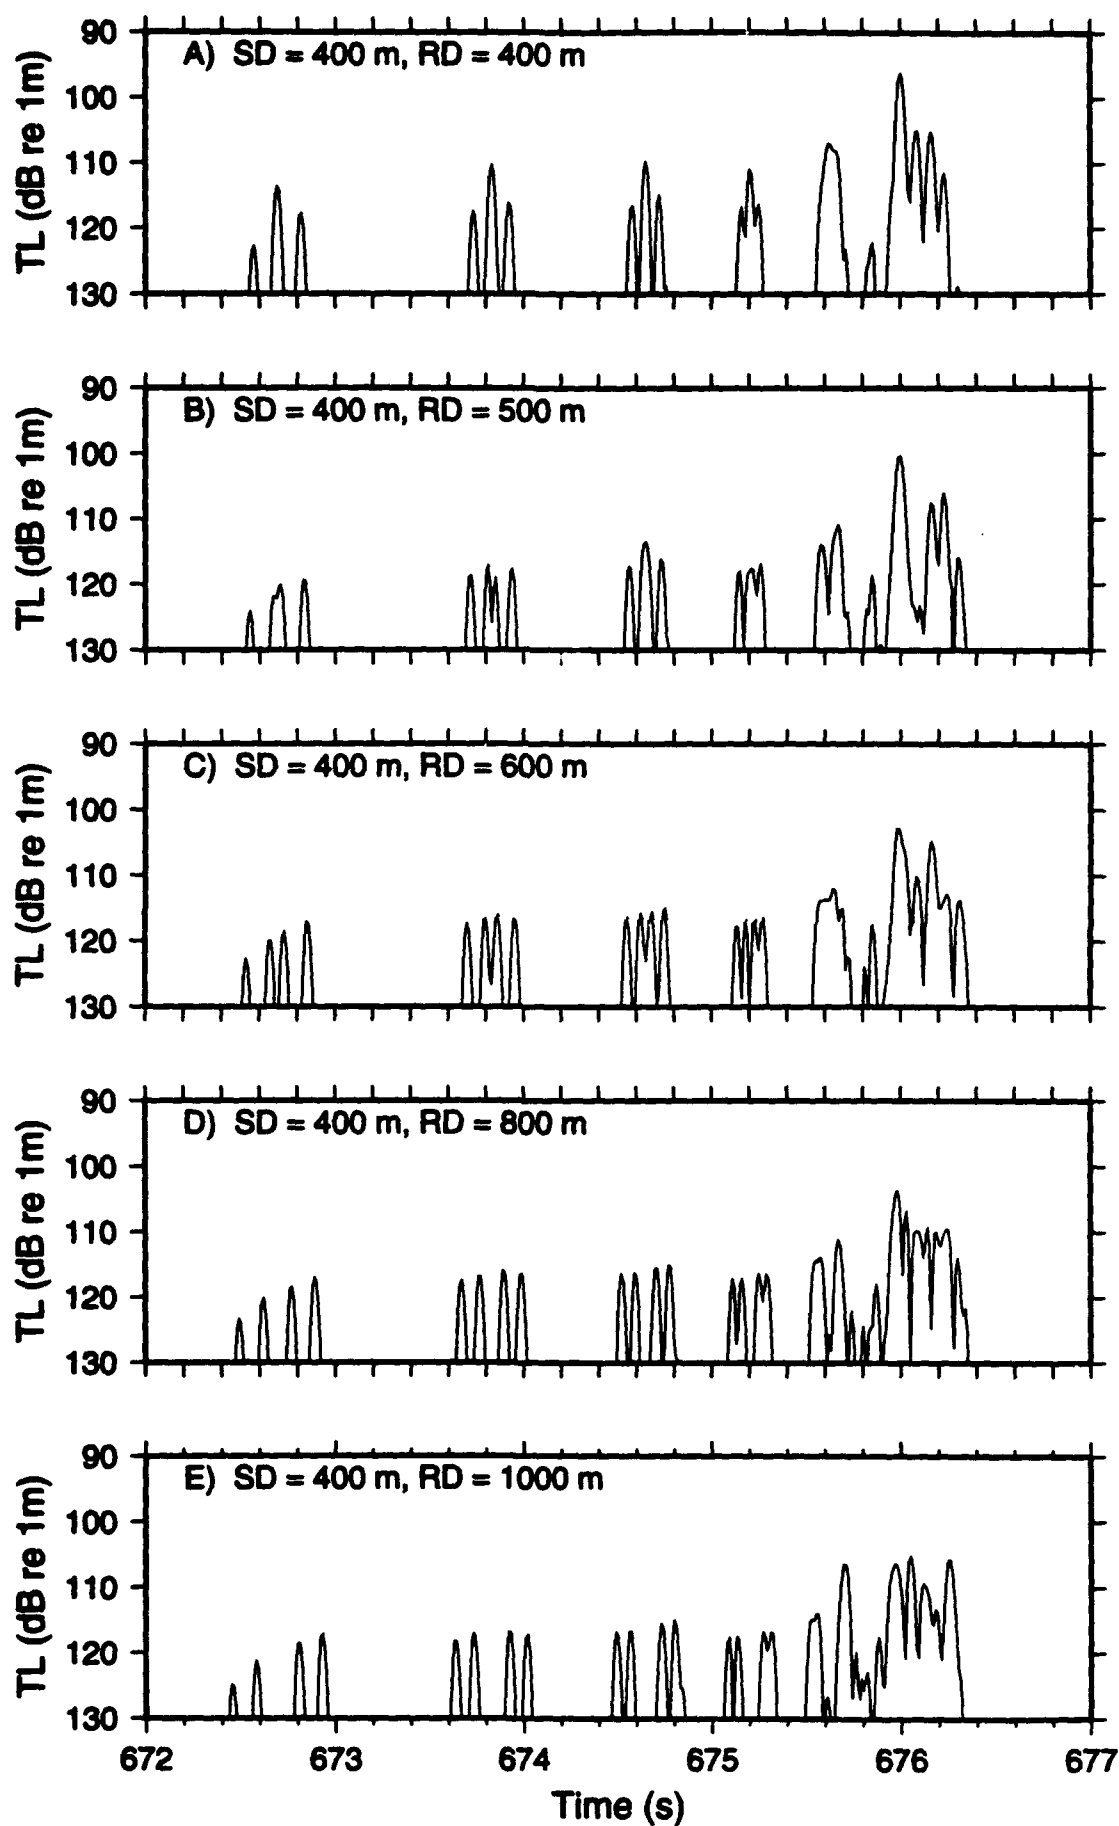 A) SD = 400 m, RD = 400 m
TL (dB re 1m)
90
100
110
120
130
B) SD = 400 m, RD = 500 m
TL (dB re 1m)
90
100
110
120
130
C) SD = 400 m, RD = 600 m
TL (dB re 1m)
90
100
110
120
130
D) SD = 400 m, RD = 800 m
TL (dB re 1m)
90
100
110
120
130
E) SD = 400 m, RD = 1000 m
TL (dB re 1m)
90
100
110
120
130
672 673 674 675 676 677
Time (s)